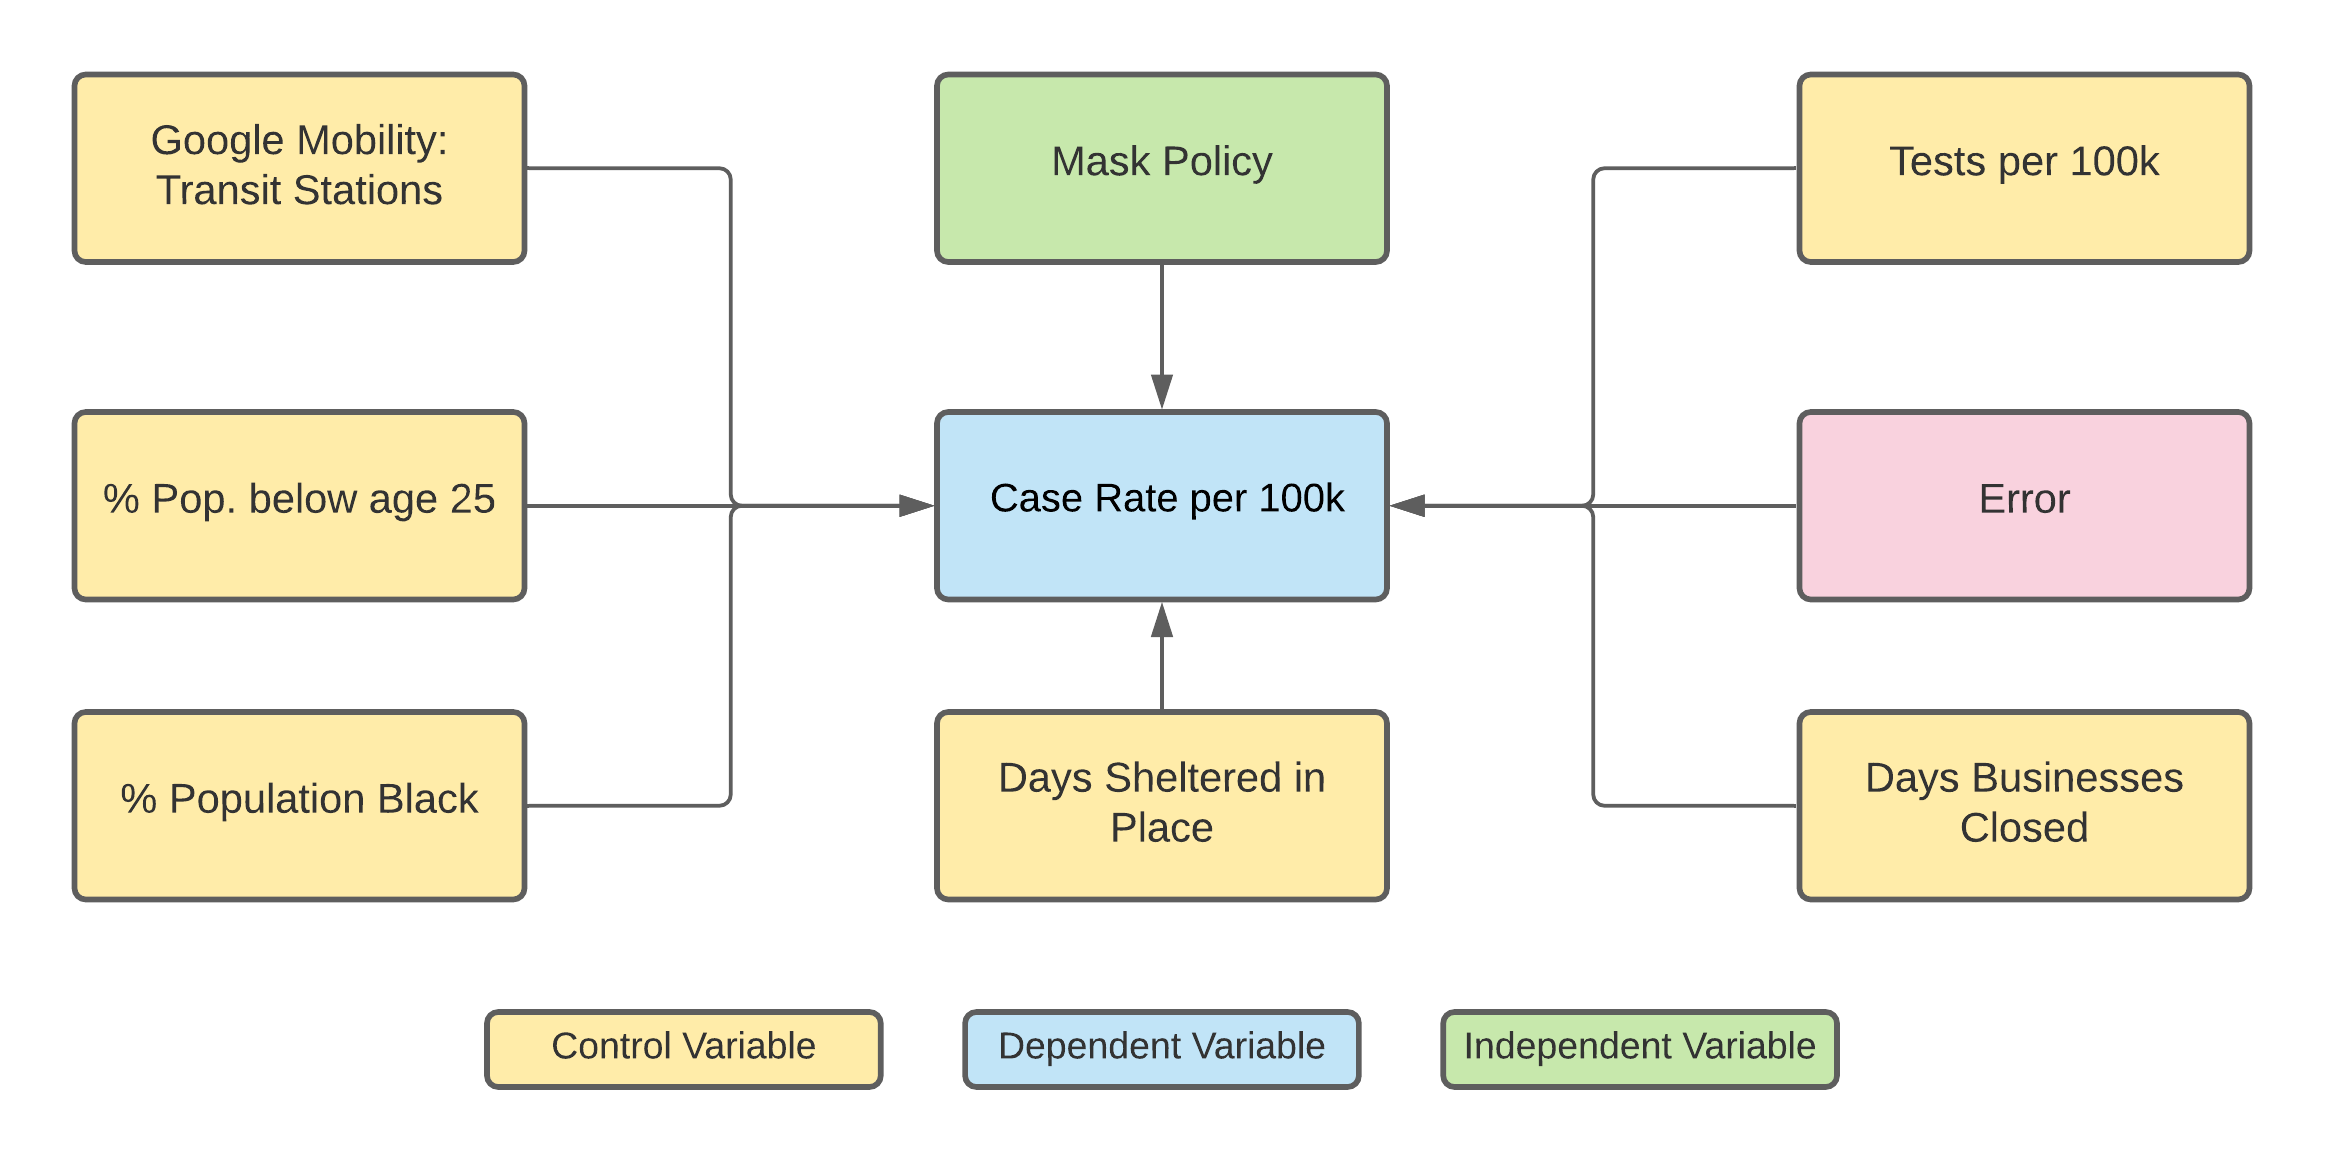 Google Mobility:
Transit Stations
Mask Policy
Tests per 100k
% Pop. below age 25
Case Rate per 100k
Error
% Population Black
Days Sheltered in
Place
Days Businesses
Closed
Control Variable
Dependent Variable
Independent Variable